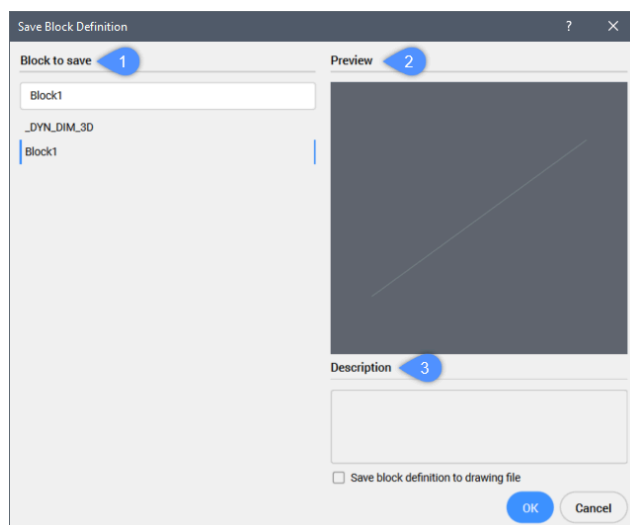 Save Block Definition ? ×
Block to save 1
Block1
_DYN_DIM_3D
Block1
Preview 2
Description 3
Save block definition to drawing file
OK Cancel